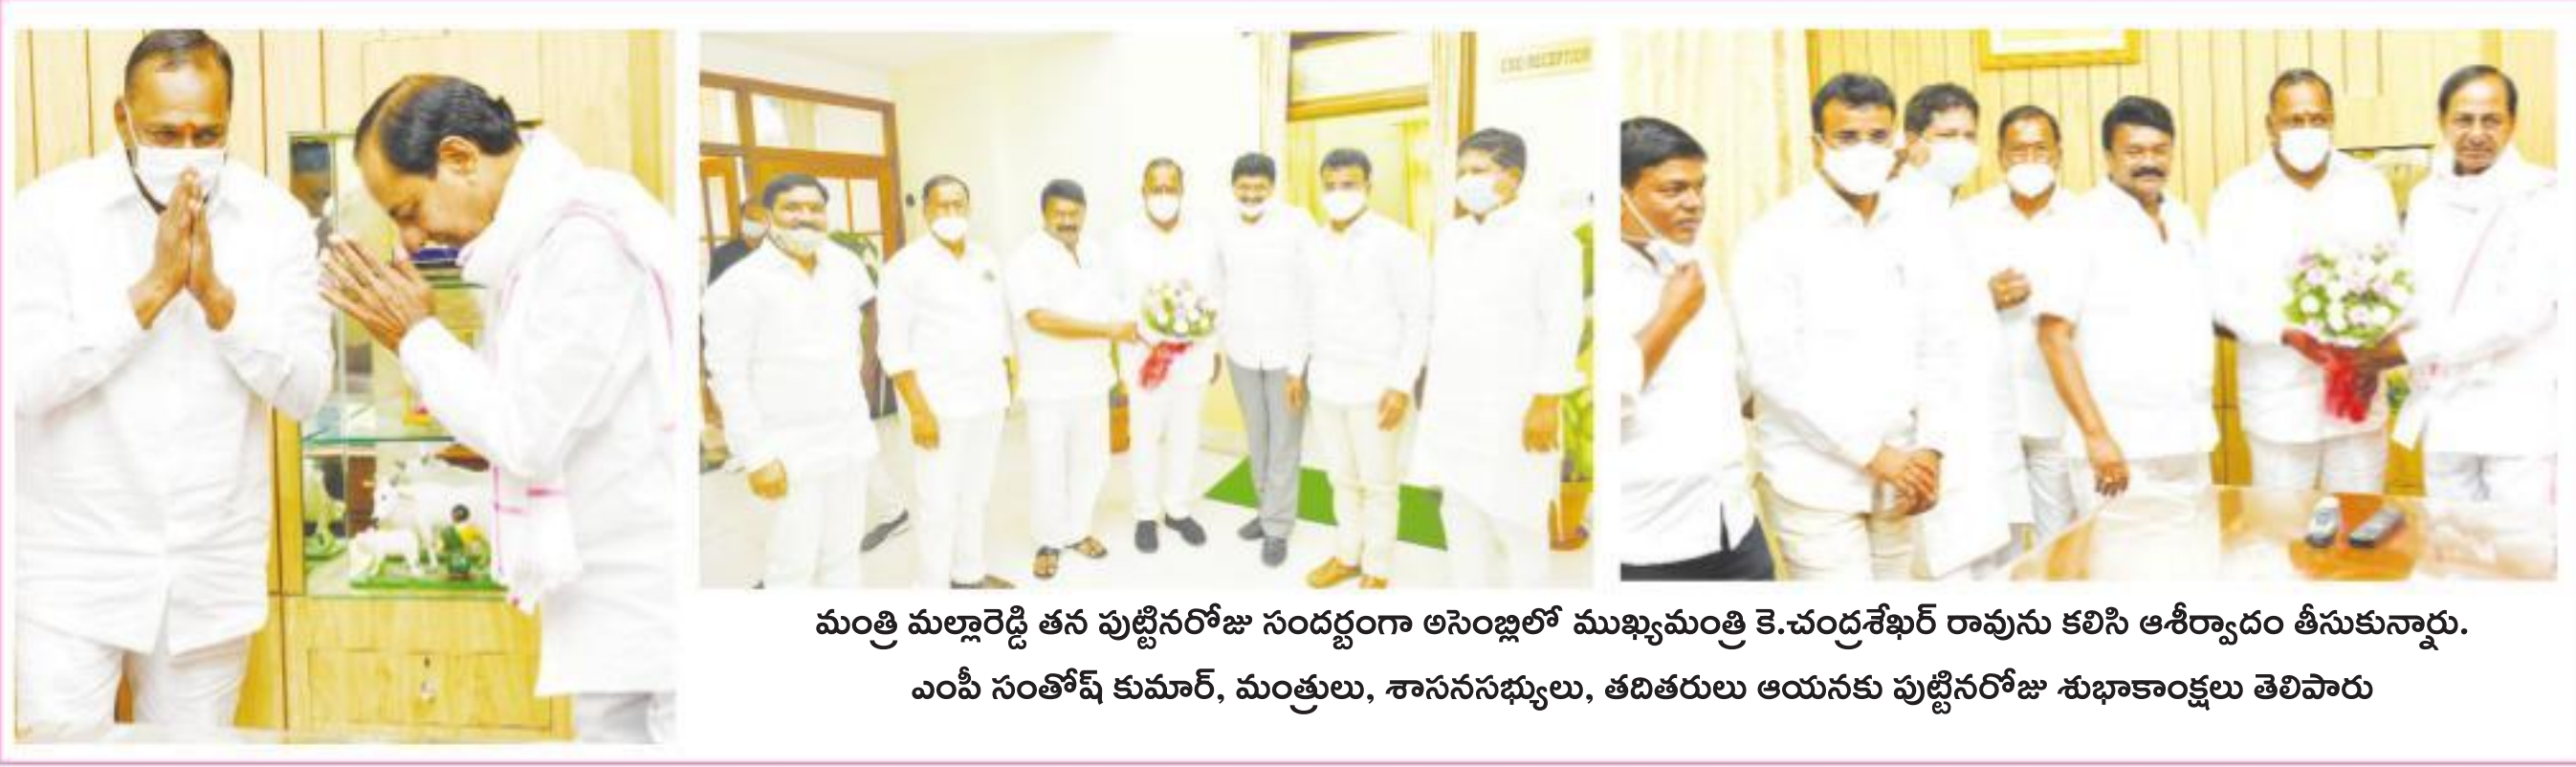 మంత్రి మల్లారెడ్డి తన పుట్టినరోజు సందర్భంగా అసెంబ్లీలో ముఖ్యమంత్రి కె.చంద్రశేఖర్ రావును కలిసి ఆశీర్వాదం తీసుకున్నారు.
ఎంపీ సంతోష్ కుమార్, మంత్రులు, శాసనసభ్యులు, తదితరులు ఆయనకు పుట్టినరోజు శుభాకాంక్షలు తెలిపారు